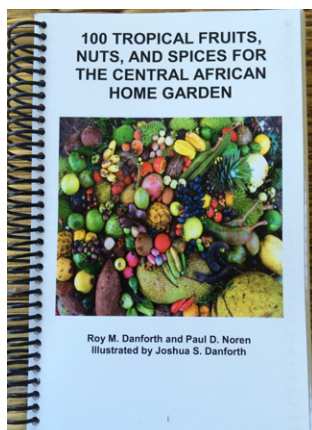 100 TROPICAL FRUITS,
NUTS, AND SPICES FOR
THE CENTRAL AFRICAN
HOME GARDEN
Roy M. Danforth and Paul D. Noren
Illustrated by Joshua S. Danforth
i